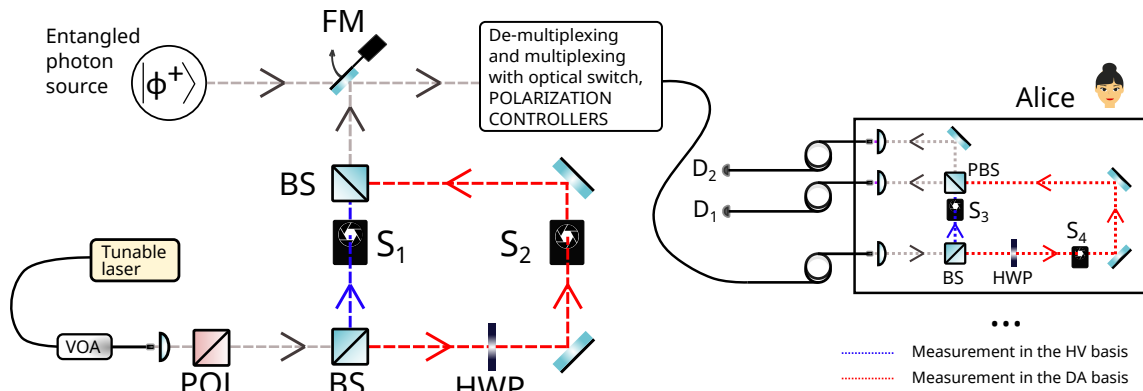 FM
Entangled
photon
source
|ϕ⁺⟩
De-multiplexing
and multiplexing
with optical switch,
POLARIZATION
CONTROLLERS
Alice
BS
S₁
S₂
D₂
D₁
PBS
S₃
S₄
BS
HWP
Tunable
laser
VOA
POL
BS
HWP
...
Measurement in the HV basis
Measurement in the DA basis